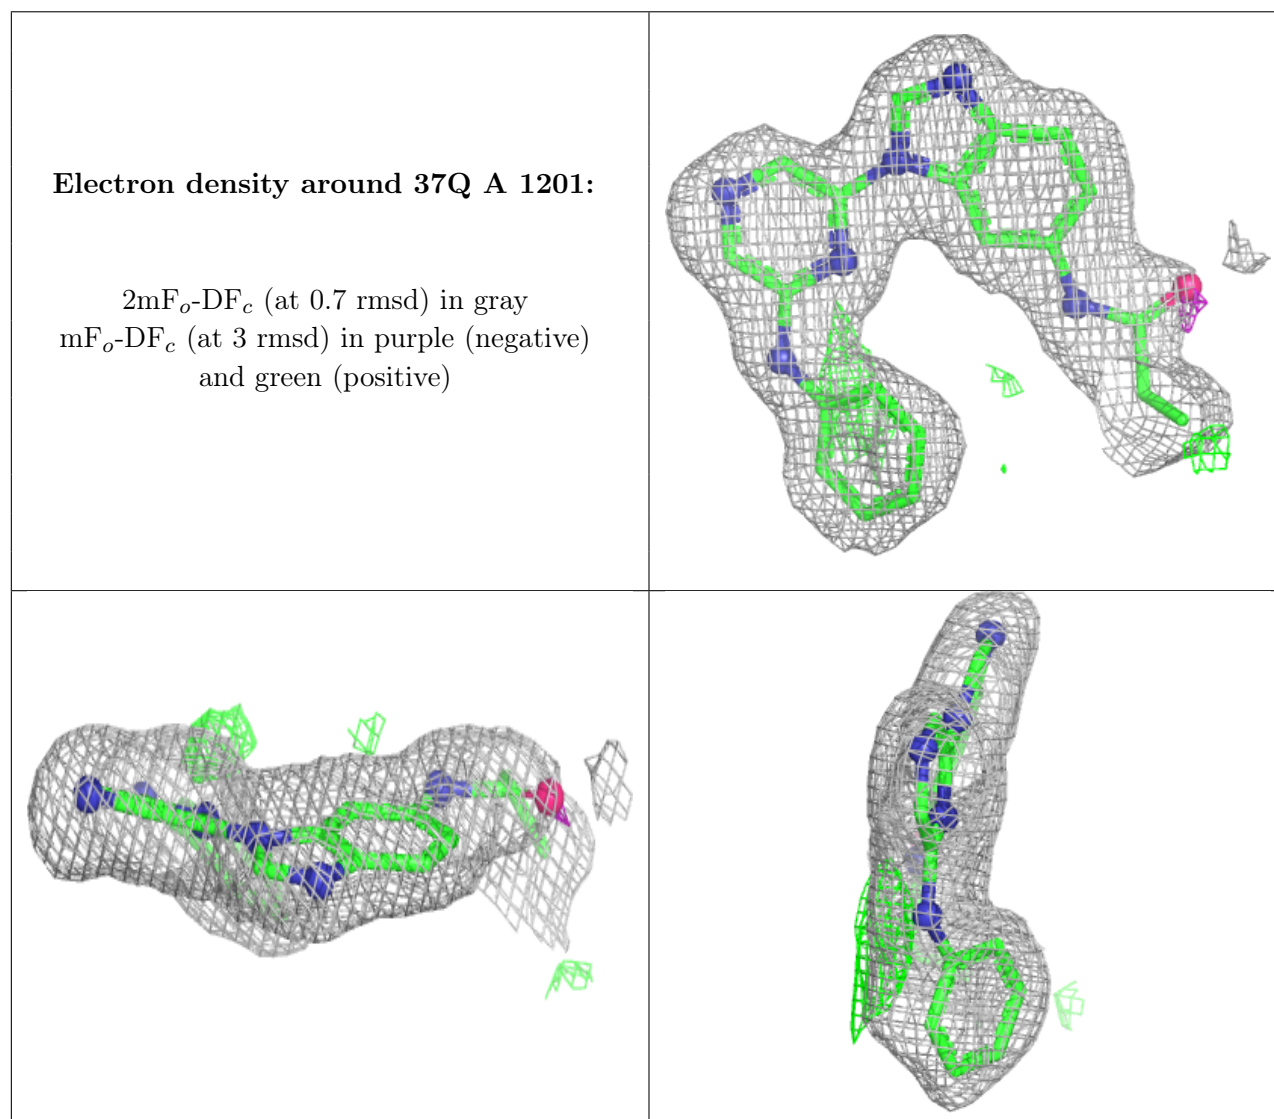 Electron density around 37Q A 1201:
2mFo-DFc (at 0.7 rmsd) in gray
mFo-DFc (at 3 rmsd) in purple (negative)
and green (positive)